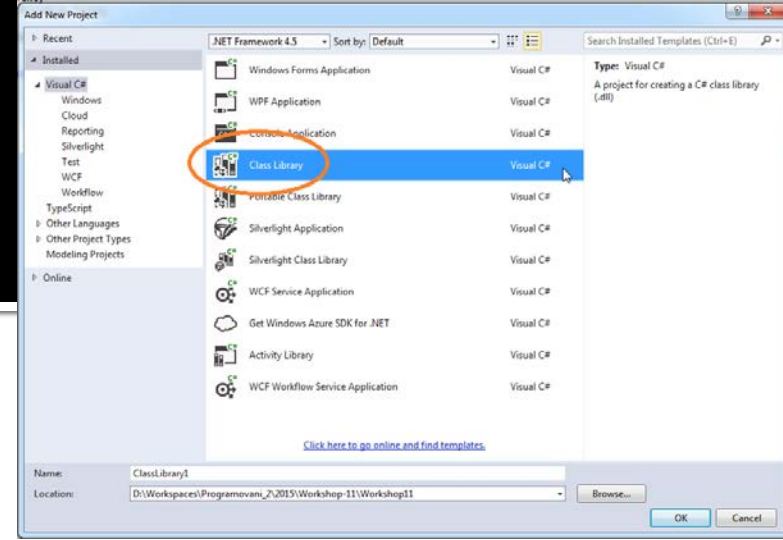 Add New Project
Recent
.NET Framework 4.5 Sort by: Default
Search Installed Templates (Ctrl+E)
Installed
Visual C#
Windows
Cloud
Reporting
Silverlight
Test
WCF
Workflow
TypeScript
Other Languages
Other Project Types
Modeling Projects
Online
Windows Forms Application Visual C#
WPF Application Visual C#
Console Application Visual C#
Class Library Visual C#
Portable Class Library Visual C#
Silverlight Application Visual C#
Silverlight Class Library Visual C#
WCF Service Application Visual C#
Get Windows Azure SDK for .NET Visual C#
Activity Library Visual C#
WCF Workflow Service Application Visual C#
Click here to go online and find templates.
Type: Visual C#
A project for creating a C# class library
(.dll)
Name: ClassLibrary1
Location: D:\Workspaces\Programovani_2\2015\Workshop-11\Workshop11 Browse...
OK Cancel